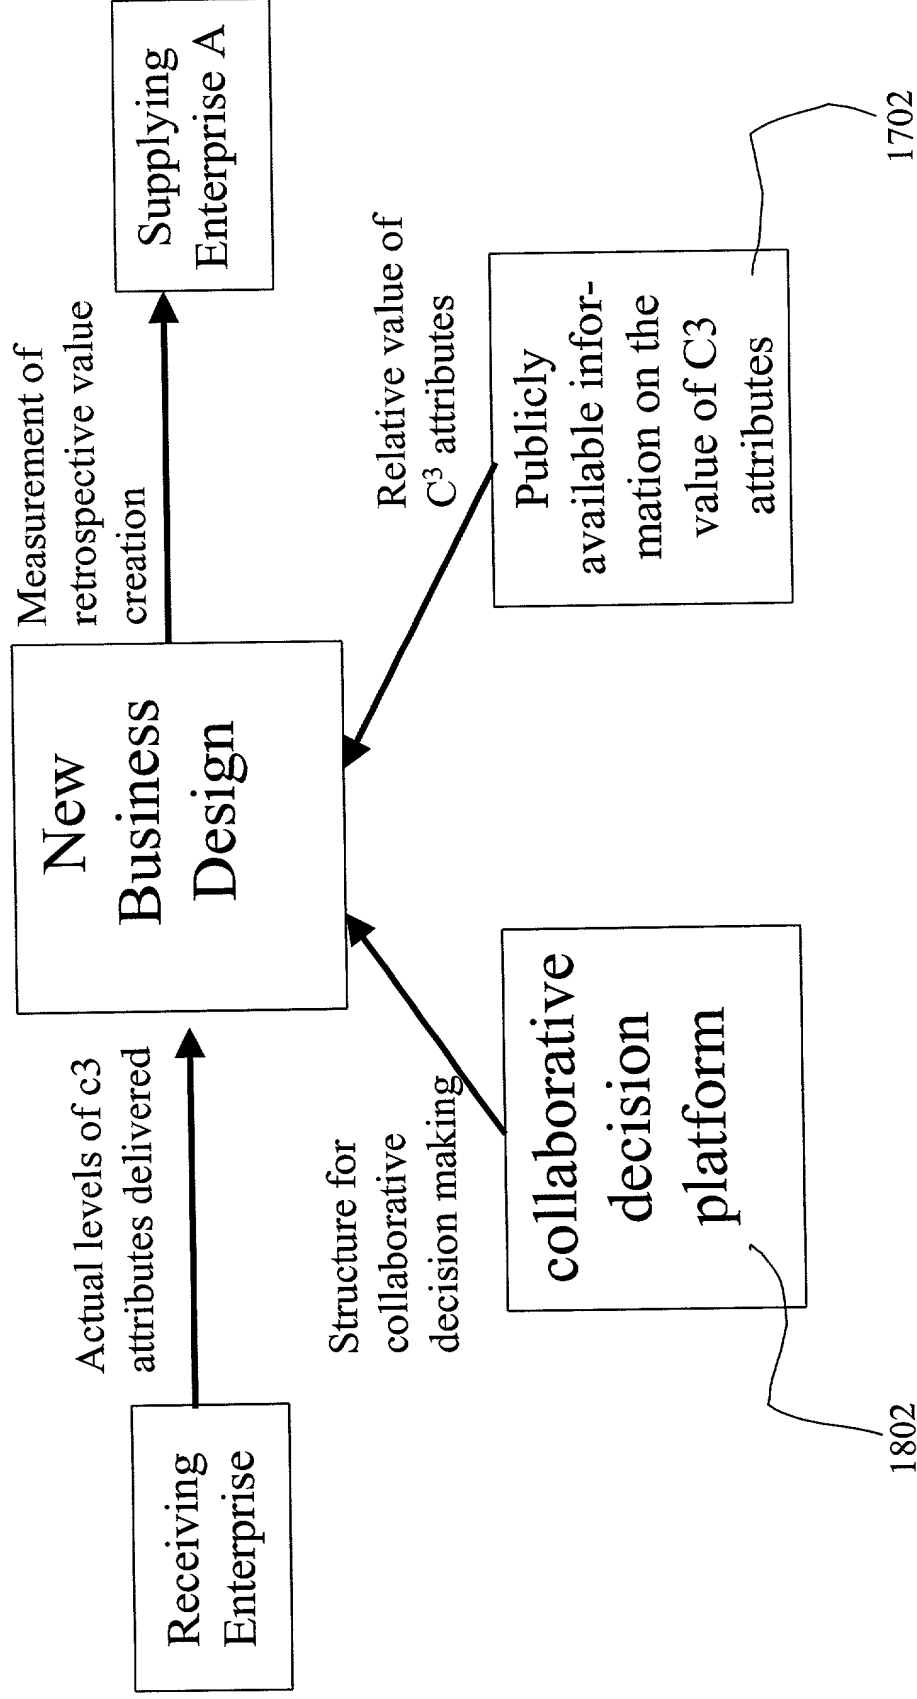 Receiving
Enterprise
Actual levels of c3
attributes delivered
New
Business
Design
Measurement of
retrospective value
creation
Supplying
Enterprise A
Structure for
collaborative
decision making
Relative value of
C³ attributes
collaborative
decision
platform
Publicly
available infor-
mation on the
value of C3
attributes
1802
1702